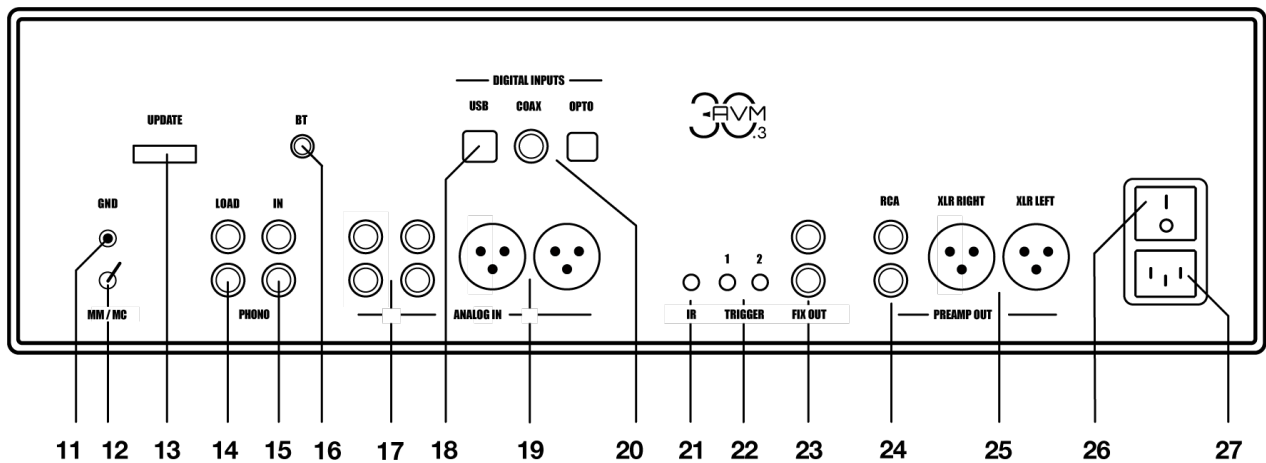 DIGITAL INPUTS
USB COAX OPTO
30 AVM .3
UPDATE
BT
GND
LOAD IN
RCA XLR RIGHT XLR LEFT
1 2
MM / MC
PHONO
ANALOG IN
IR TRIGGER FIX OUT
PREAMP OUT
11 12 13 14 15 16 17 18 19 20 21 22 23 24 25 26 27